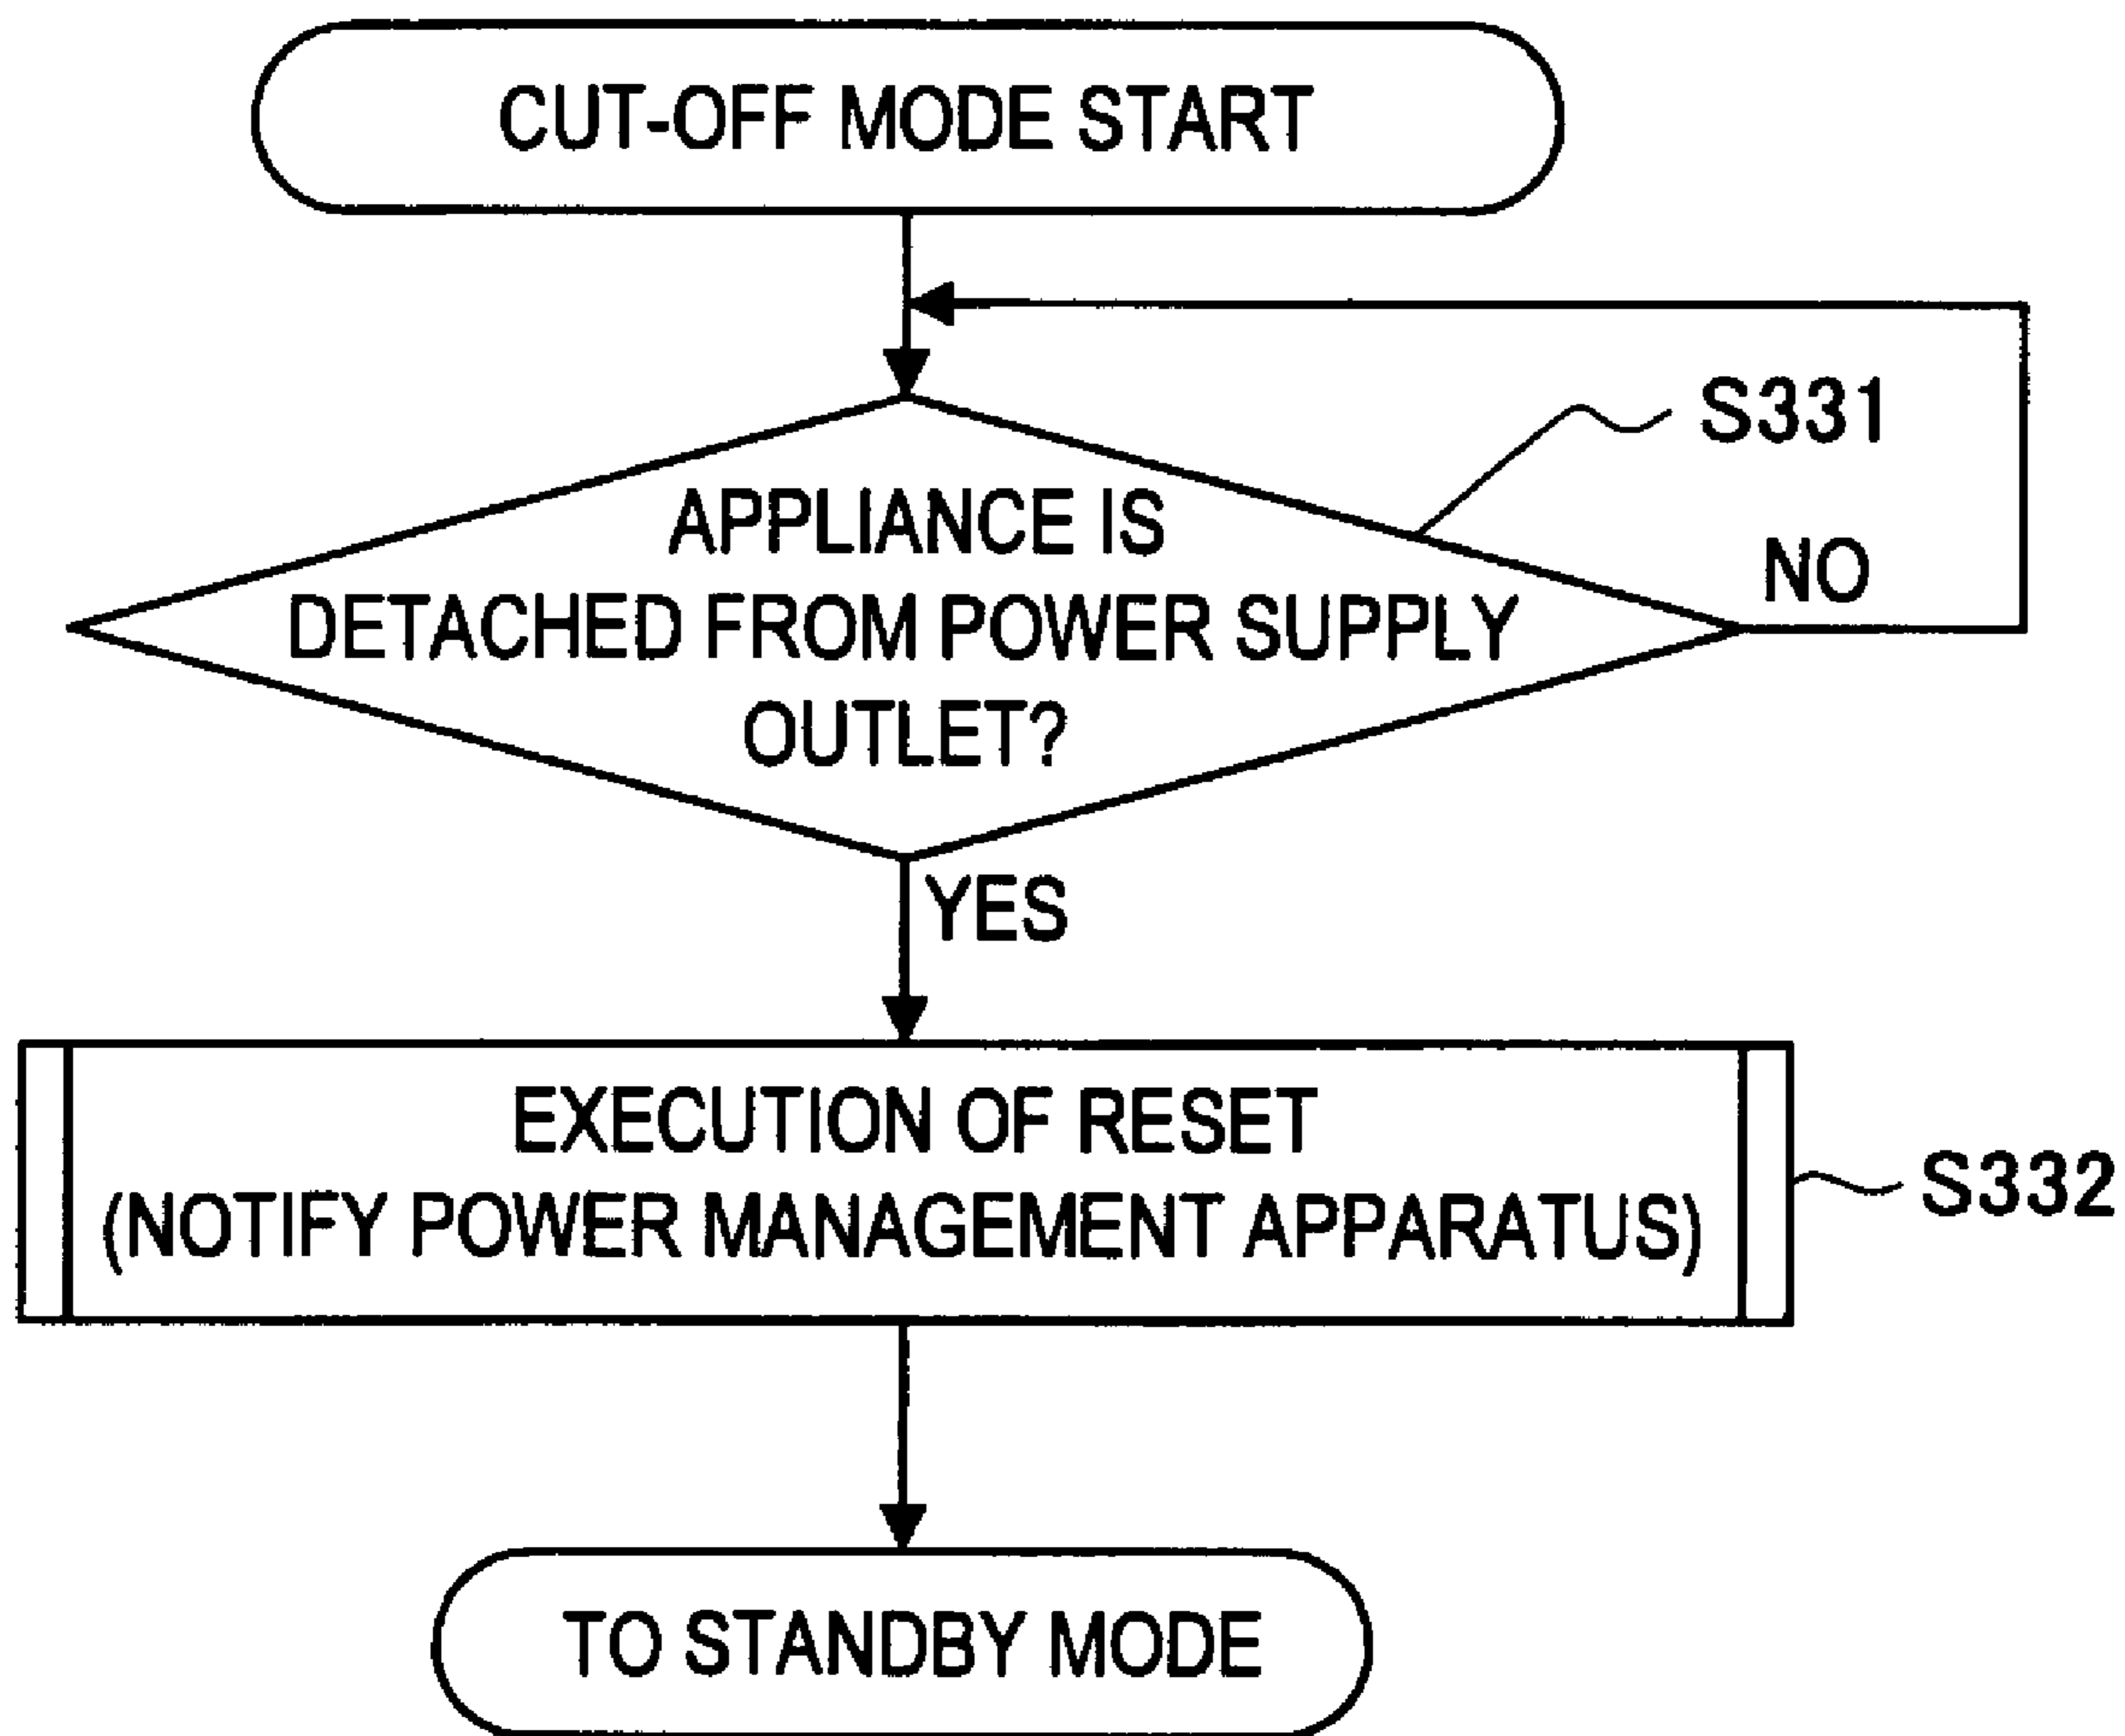 CUT-OFF MODE START
S331
APPLIANCE IS
NO
DETACHED FROM POWER SUPPLY
OUTLET?
YES
EXECUTION OF RESET
(NOTIFY POWER MANAGEMENT APPARATUS)
S332
TO STANDBY MODE